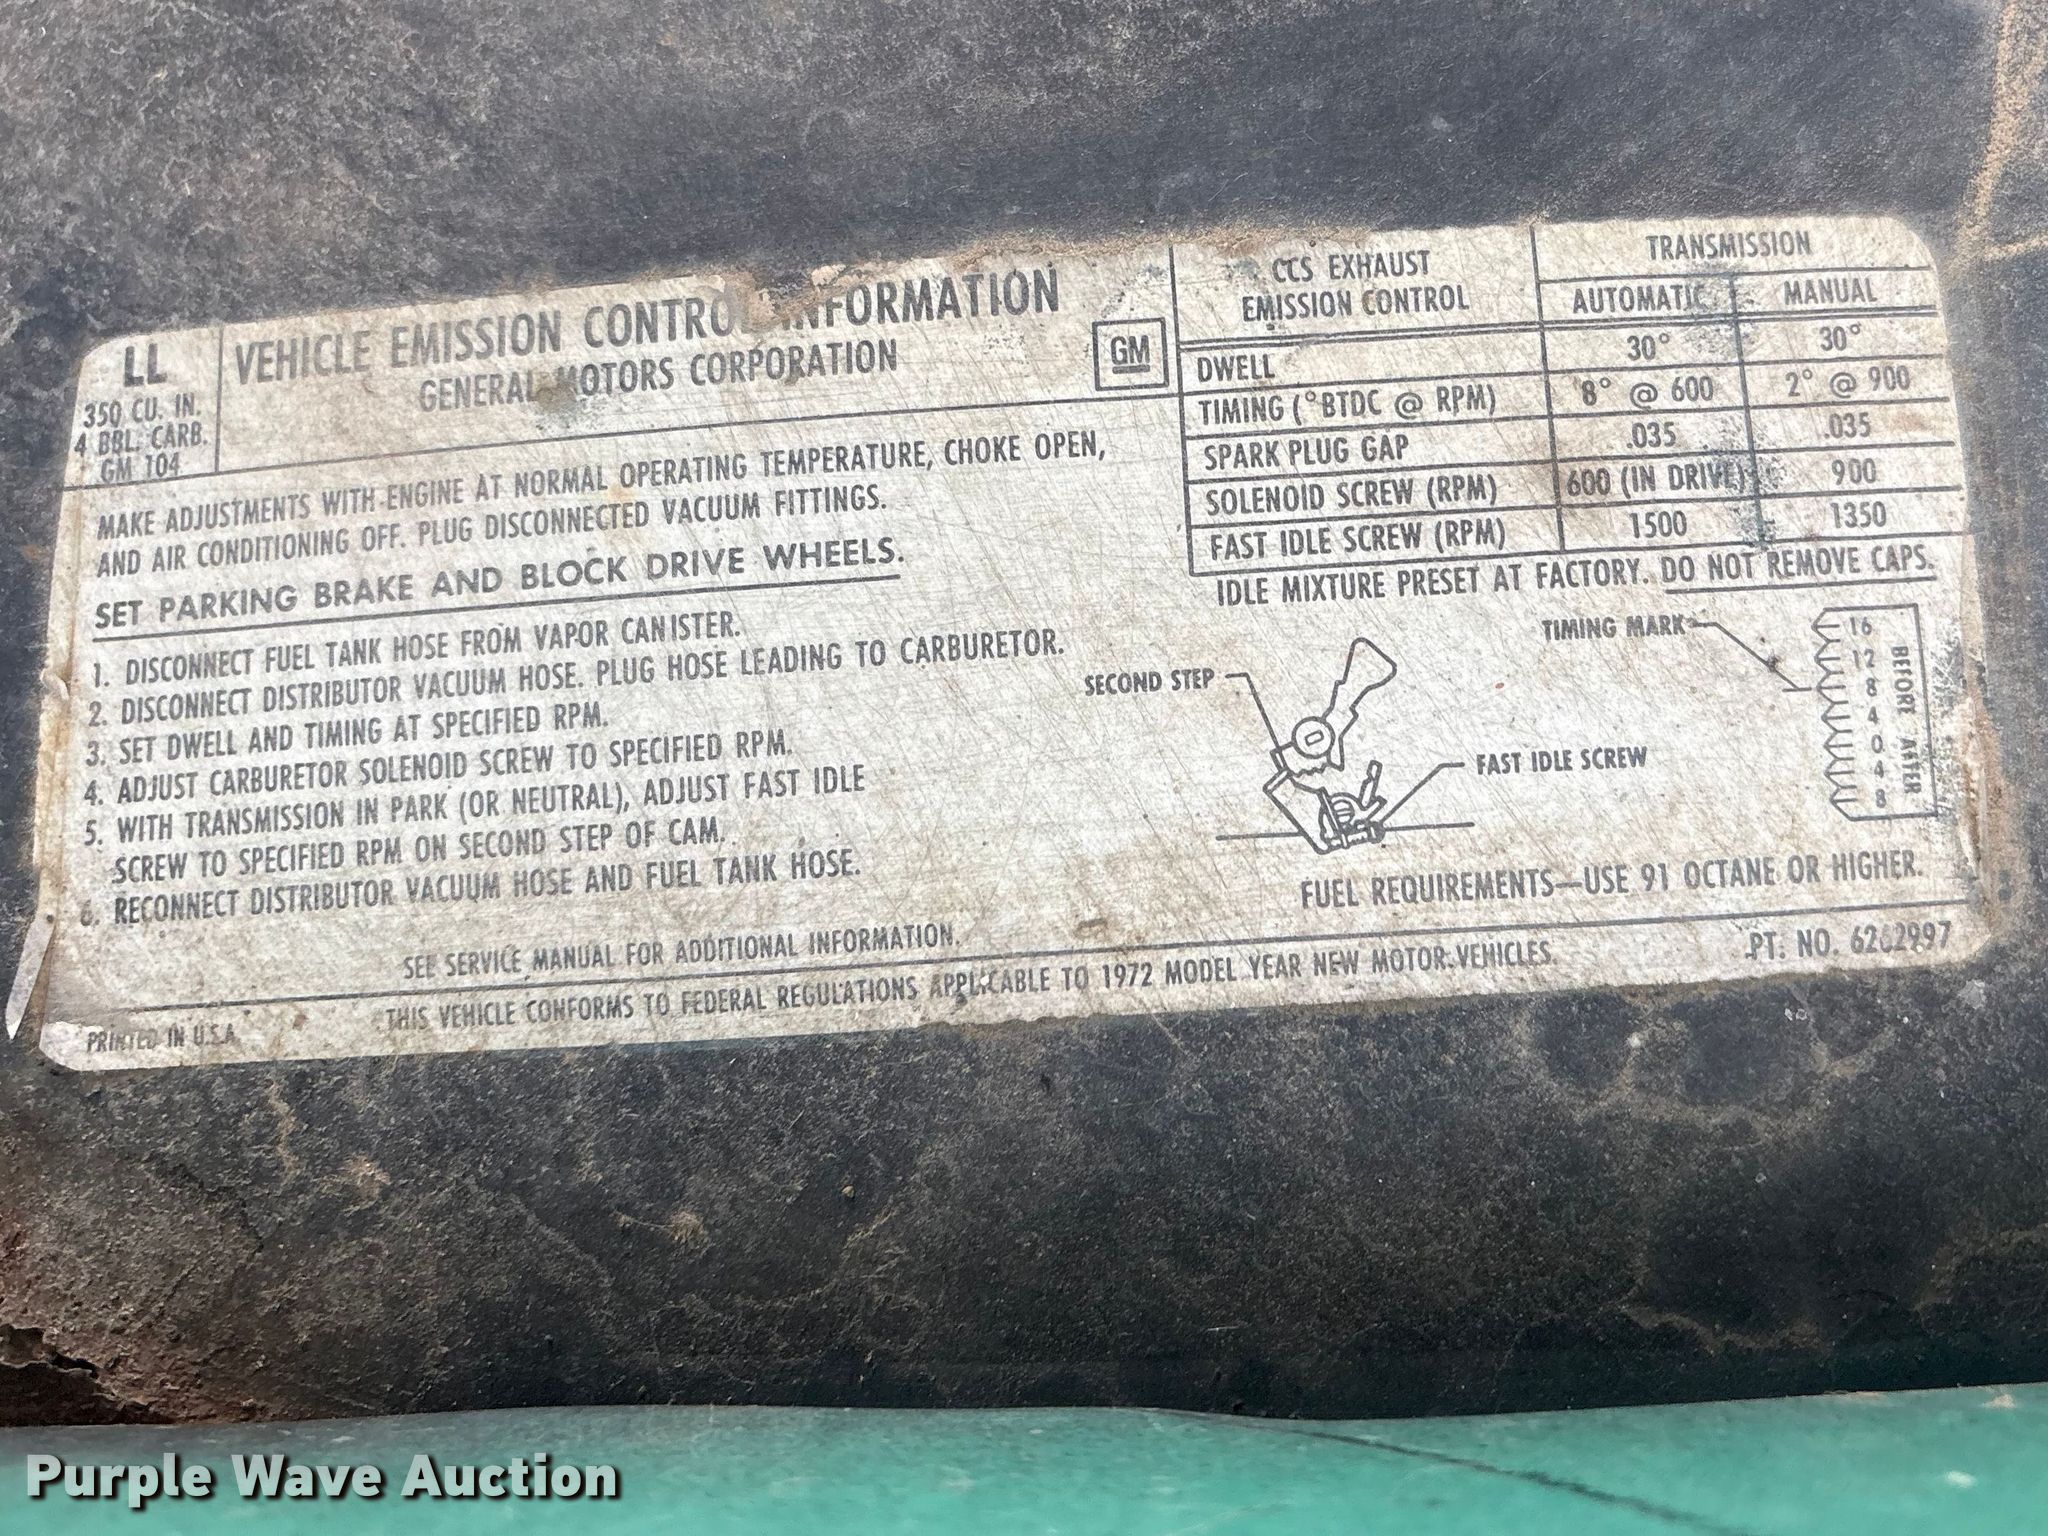 LL
350 CU. IN.
4 BBL. CARB.
GM 104
VEHICLE EMISSION CONTROL INFORMATION
GENERAL MOTORS CORPORATION
GM
MAKE ADJUSTMENTS WITH ENGINE AT NORMAL OPERATING TEMPERATURE, CHOKE OPEN,
AND AIR CONDITIONING OFF. PLUG DISCONNECTED VACUUM FITTINGS.
SET PARKING BRAKE AND BLOCK DRIVE WHEELS.
1. DISCONNECT FUEL TANK HOSE FROM VAPOR CANISTER.
2. DISCONNECT DISTRIBUTOR VACUUM HOSE. PLUG HOSE LEADING TO CARBURETOR.
3. SET DWELL AND TIMING AT SPECIFIED RPM.
4. ADJUST CARBURETOR SOLENOID SCREW TO SPECIFIED RPM.
5. WITH TRANSMISSION IN PARK (OR NEUTRAL), ADJUST FAST IDLE
SCREW TO SPECIFIED RPM ON SECOND STEP OF CAM.
6. RECONNECT DISTRIBUTOR VACUUM HOSE AND FUEL TANK HOSE.
SEE SERVICE MANUAL FOR ADDITIONAL INFORMATION.
CCS EXHAUST
EMISSION CONTROL
TRANSMISSION
AUTOMATIC MANUAL
DWELL 30° 30°
TIMING (°BTDC @ RPM) 8° @ 600 2° @ 900
SPARK PLUG GAP .035 .035
SOLENOID SCREW (RPM) 600 (IN DRIVE) 900
FAST IDLE SCREW (RPM) 1500 1350
IDLE MIXTURE PRESET AT FACTORY. DO NOT REMOVE CAPS.
SECOND STEP
FAST IDLE SCREW
TIMING MARK
16
12
8
4
0
4
8
BEFORE AFTER
FUEL REQUIREMENTS—USE 91 OCTANE OR HIGHER.
PRINTED IN U.S.A.
THIS VEHICLE CONFORMS TO FEDERAL REGULATIONS APPLICABLE TO 1972 MODEL YEAR NEW MOTOR VEHICLES.
PT. NO. 6262997
Purple Wave Auction